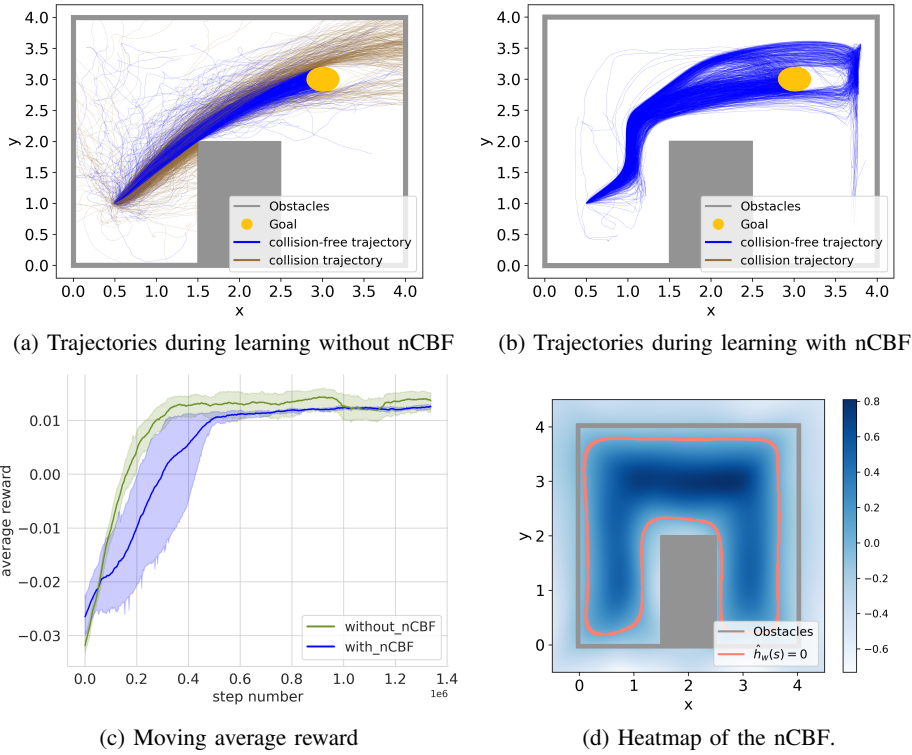 4.0
3.5
3.0
2.5
2.0
1.5
1.0
0.5
0.0
y
Obstacles
Goal
collision-free trajectory
collision trajectory
0.0 0.5 1.0 1.5 2.0 2.5 3.0 3.5 4.0
x
(a) Trajectories during learning without nCBF
4.0
3.5
3.0
2.5
2.0
1.5
1.0
0.5
0.0
y
Obstacles
Goal
collision-free trajectory
collision trajectory
0.0 0.5 1.0 1.5 2.0 2.5 3.0 3.5 4.0
x
(b) Trajectories during learning with nCBF
0.01
0.00
−0.01
−0.02
−0.03
average reward
without_nCBF
with_nCBF
0.0 0.2 0.4 0.6 0.8 1.0 1.2 1.4
1e6
step number
(c) Moving average reward
4
3
2
1
0
y
Obstacles
ĥ_w(s) = 0
0 1 2 3 4
x
0.8
0.6
0.4
0.2
0.0
−0.2
−0.4
−0.6
(d) Heatmap of the nCBF.